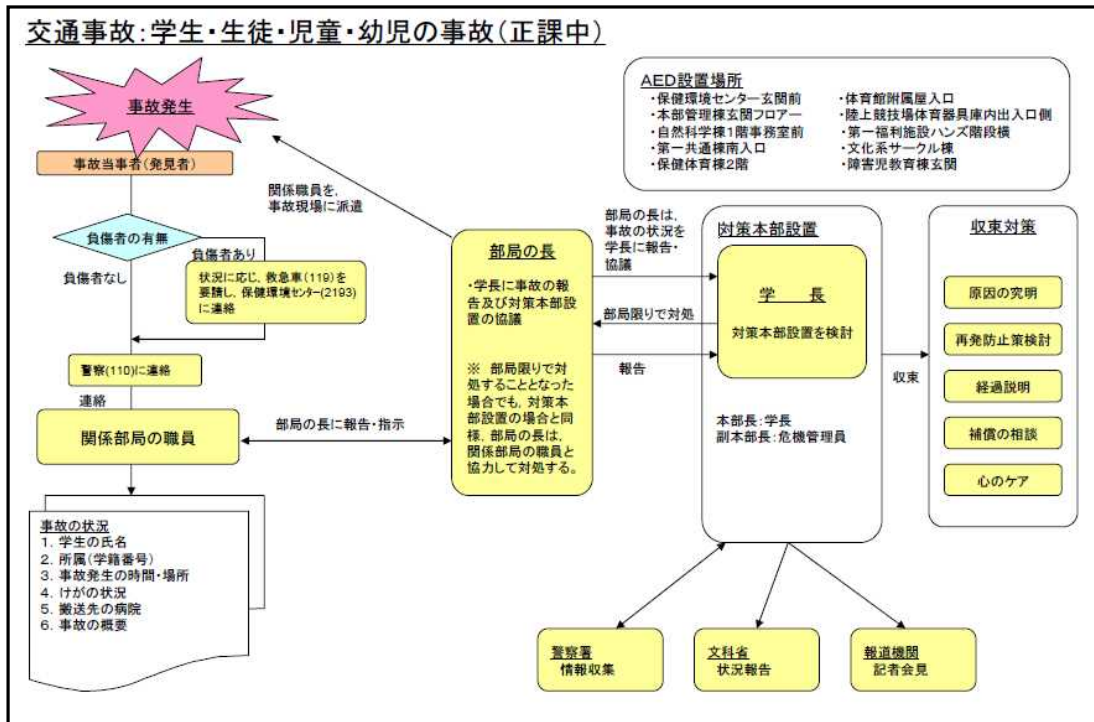 交通事故:学生・生徒・児童・幼児の事故(正課中)
事故発生
事故当事者(発見者)
負傷者の有無
負傷者あり
負傷者なし
状況に応じ、救急車(119)を
要請し、保健環境センター(2193)
に連絡
警察(110)に連絡
連絡
関係部局の職員
事故の状況
1. 学生の氏名
2. 所属(学籍番号)
3. 事故発生の時間・場所
4. けがの状況
5. 搬送先の病院
6. 事故の概要
関係職員を、
事故現場に派遣
部局の長に報告・指示
部局の長
・学長に事故の報
告及び対策本部設
置の協議
※ 部局限りで対
処することとなった
場合でも、対策本
部設置の場合と同
様、部局の長は、
関係部局の職員と
協力して対処する。
AED設置場所
・保健環境センター玄関前
・本部管理棟玄関フロアー
・自然科学棟1階事務室前
・第一共通棟南入口
・保健体育棟2階
・体育館附属屋入口
・陸上競技場体育器具庫内出入口側
・第一福利施設ハンズ階段横
・文化系サークル棟
・障害児教育棟玄関
部局の長は、
事故の状況を
学長に報告・
協議
部局限りで対処
報告
対策本部設置
学 長
対策本部設置を検討
本部長:学長
副本部長:危機管理員
収束
収束対策
原因の究明
再発防止策検討
経過説明
補償の相談
心のケア
警察署
情報収集
文科省
状況報告
報道機関
記者会見